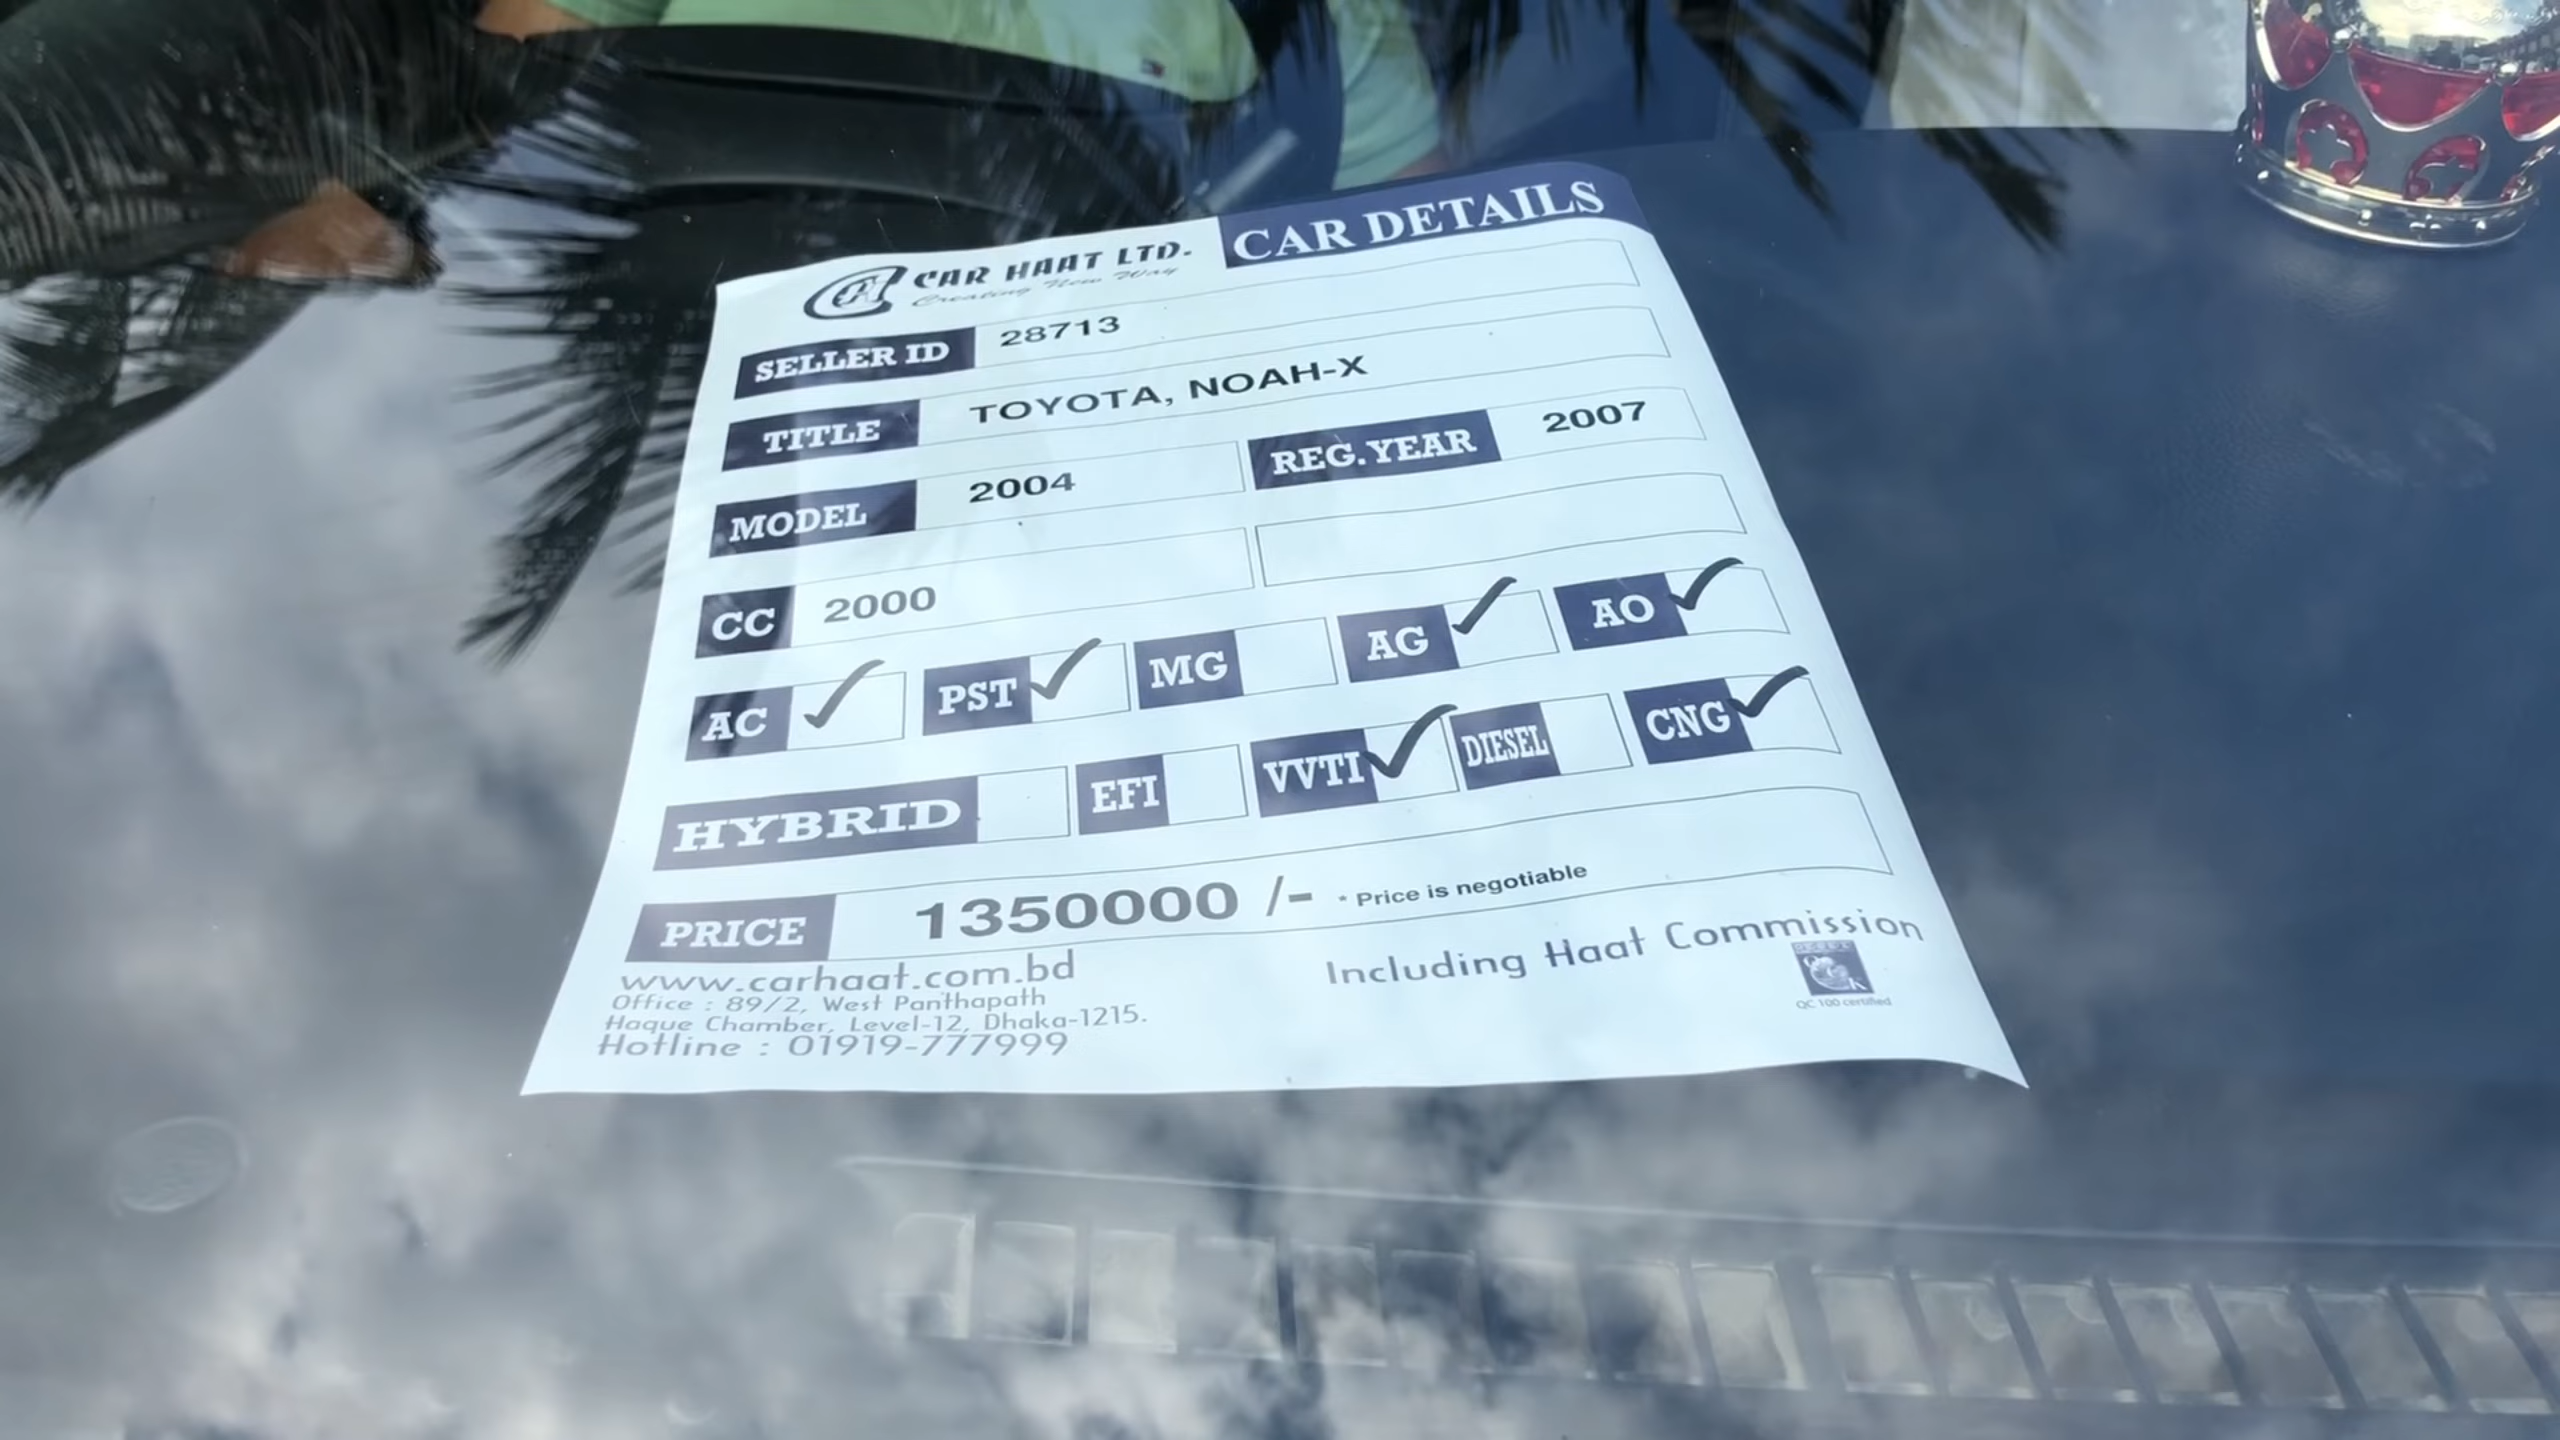 CAR HAAT LTD.
Creating New Way
CAR DETAILS
SELLER ID 28713
TITLE TOYOTA, NOAH-X
MODEL 2004 REG.YEAR 2007
CC 2000
AC ✓ PST ✓ MG AG ✓ AO ✓
HYBRID EFI VVTI ✓ DIESEL CNG ✓
PRICE 1350000 /- * Price is negotiable
www.carhaat.com.bd
Including Haat Commission
Office : 89/2, West Panthapath
Haque Chamber, Level-12, Dhaka-1215.
Hotline : 01919-777999
QC 100 certified